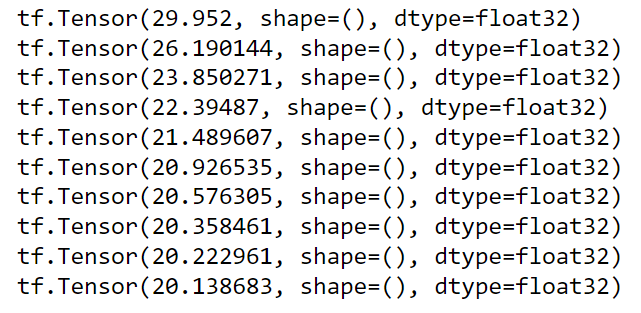 tf.Tensor(29.952, shape=(), dtype=float32)
tf.Tensor(26.190144, shape=(), dtype=float32)
tf.Tensor(23.850271, shape=(), dtype=float32)
tf.Tensor(22.39487, shape=(), dtype=float32)
tf.Tensor(21.489607, shape=(), dtype=float32)
tf.Tensor(20.926535, shape=(), dtype=float32)
tf.Tensor(20.576305, shape=(), dtype=float32)
tf.Tensor(20.358461, shape=(), dtype=float32)
tf.Tensor(20.222961, shape=(), dtype=float32)
tf.Tensor(20.138683, shape=(), dtype=float32)